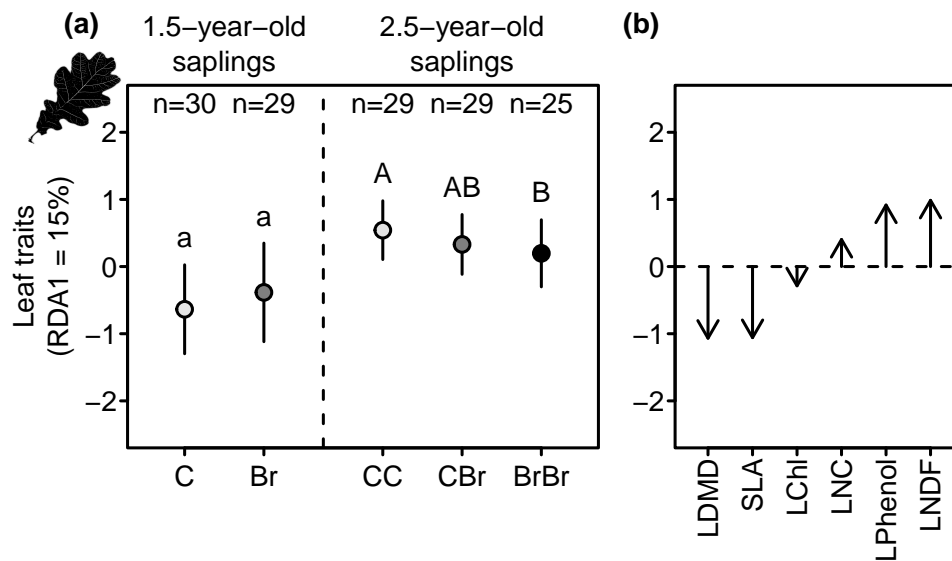 (a)
1.5−year−old
saplings
2.5−year−old
saplings
n=30 n=29 n=29 n=29 n=25
Leaf traits
(RDA1 = 15%)
2
1
0
−1
−2
a
a
A
AB
B
C Br CC CBr BrBr
(b)
2
1
0
−1
−2
LDMD
SLA
LChl
LNC
LPhenol
LNDF